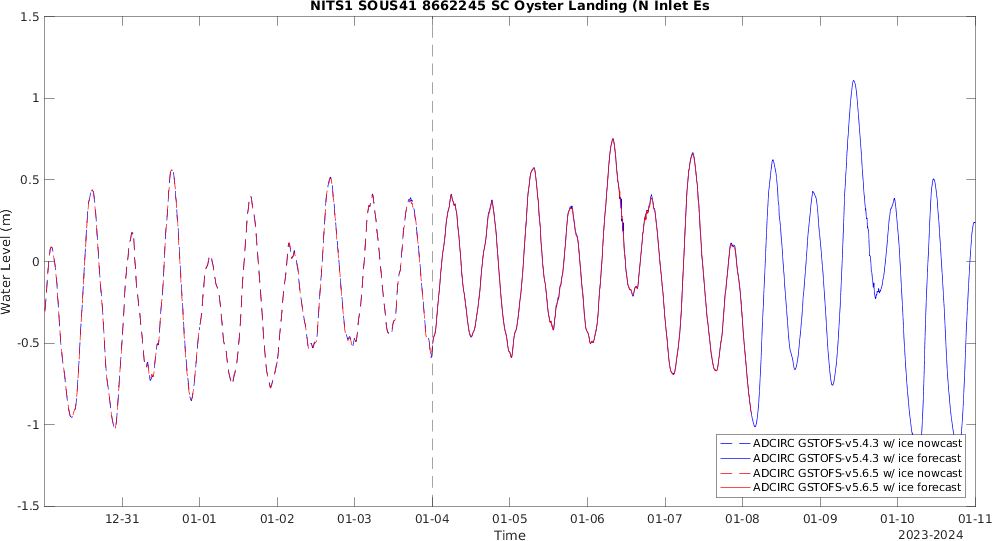 NITS1 SOUS41 8662245 SC Oyster Landing (N Inlet Es
1.5
1
0.5
0
-0.5
-1
-1.5
Water Level (m)
ADCIRC GSTOFS-v5.4.3 w/ ice nowcast
ADCIRC GSTOFS-v5.4.3 w/ ice forecast
ADCIRC GSTOFS-v5.6.5 w/ ice nowcast
ADCIRC GSTOFS-v5.6.5 w/ ice forecast
12-31 01-01 01-02 01-03 01-04 01-05 01-06 01-07 01-08 01-09 01-10 01-11
Time
2023-2024